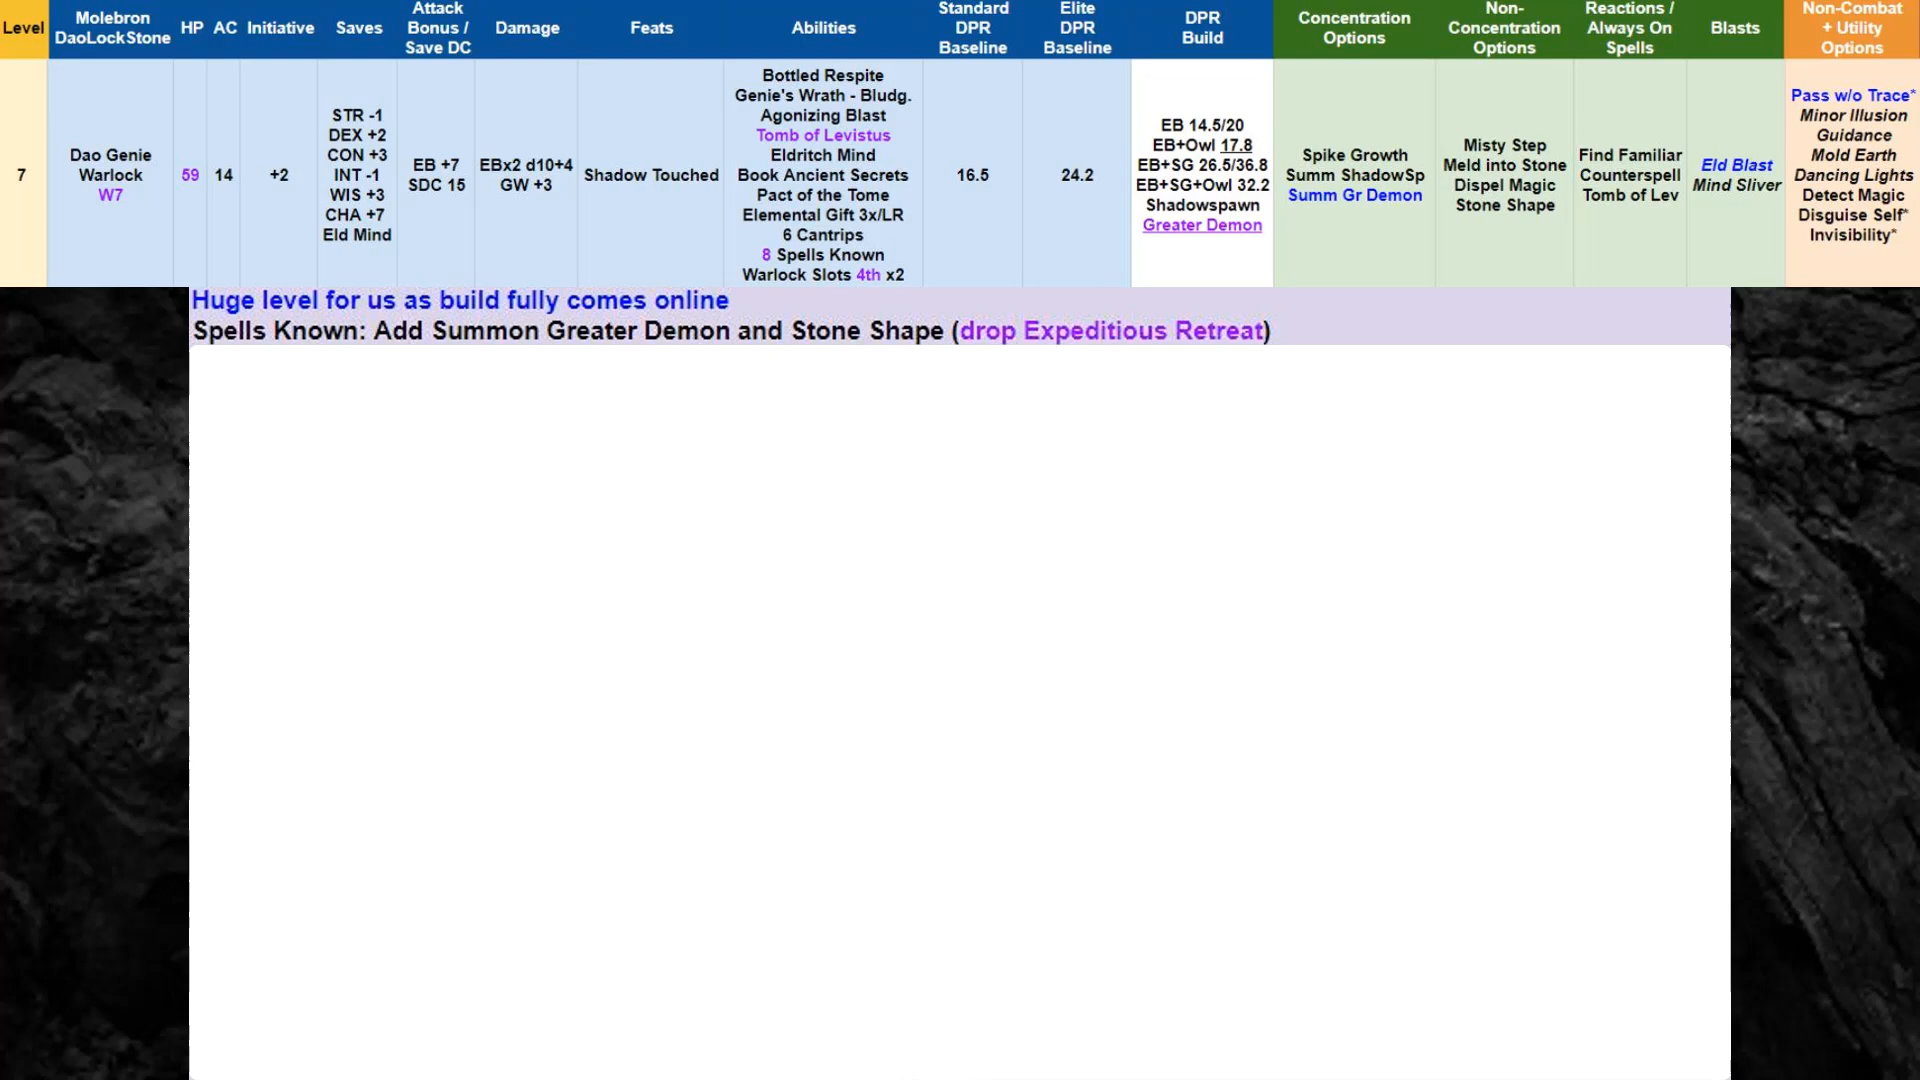 Level
Molebron
DaoLockStone
HP
AC
Initiative
Saves
Attack
Bonus /
Save DC
Damage
Feats
Abilities
Standard
DPR
Baseline
Elite
DPR
Baseline
DPR
Build
Concentration
Options
Non-
Concentration
Options
Reactions /
Always On
Spells
Blasts
Non-Combat
+ Utility
Options
7
Dao Genie
Warlock
W7
59
14
+2
STR -1
DEX +2
CON +3
INT -1
WIS +3
CHA +7
Eld Mind
EB +7
SDC 15
EBx2 d10+4
GW +3
Shadow Touched
Bottled Respite
Genie's Wrath - Bludg.
Agonizing Blast
Tomb of Levistus
Eldritch Mind
Book Ancient Secrets
Pact of the Tome
Elemental Gift 3x/LR
6 Cantrips
8 Spells Known
Warlock Slots 4th x2
16.5
24.2
EB 14.5/20
EB+Owl 17.8
EB+SG 26.5/36.8
EB+SG+Owl 32.2
Shadowspawn
Greater Demon
Spike Growth
Summ ShadowSp
Summ Gr Demon
Misty Step
Meld into Stone
Dispel Magic
Stone Shape
Find Familiar
Counterspell
Tomb of Lev
Eld Blast
Mind Sliver
Pass w/o Trace*
Minor Illusion
Guidance
Mold Earth
Dancing Lights
Detect Magic
Disguise Self*
Invisibility*
Huge level for us as build fully comes online
Spells Known: Add Summon Greater Demon and Stone Shape (drop Expeditious Retreat)